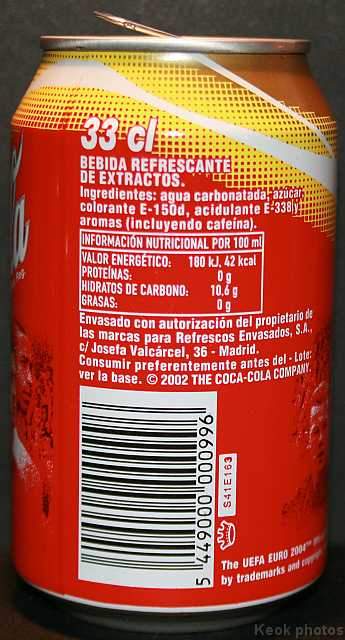 33 cl
BEBIDA REFRESCANTE
DE EXTRACTOS.
Ingredientes: agua carbonatada, azúcar,
colorante E-150d, acidulante E-338 y
aromas (incluyendo cafeína).
INFORMACIÓN NUTRICIONAL POR 100 ml
VALOR ENERGÉTICO: 180 kJ, 42 kcal
PROTEÍNAS: 0 g
HIDRATOS DE CARBONO: 10,6 g
GRASAS: 0 g
Envasado con autorización del propietario de
las marcas para Refrescos Envasados, S.A.,
c/ Josefa Valcárcel, 36 - Madrid.
Consumir preferentemente antes del - Lote:
ver la base. © 2002 THE COCA-COLA COMPANY.
5 449000 000996
S41E163
The UEFA EURO 2004™
by trademarks and
Keok photos